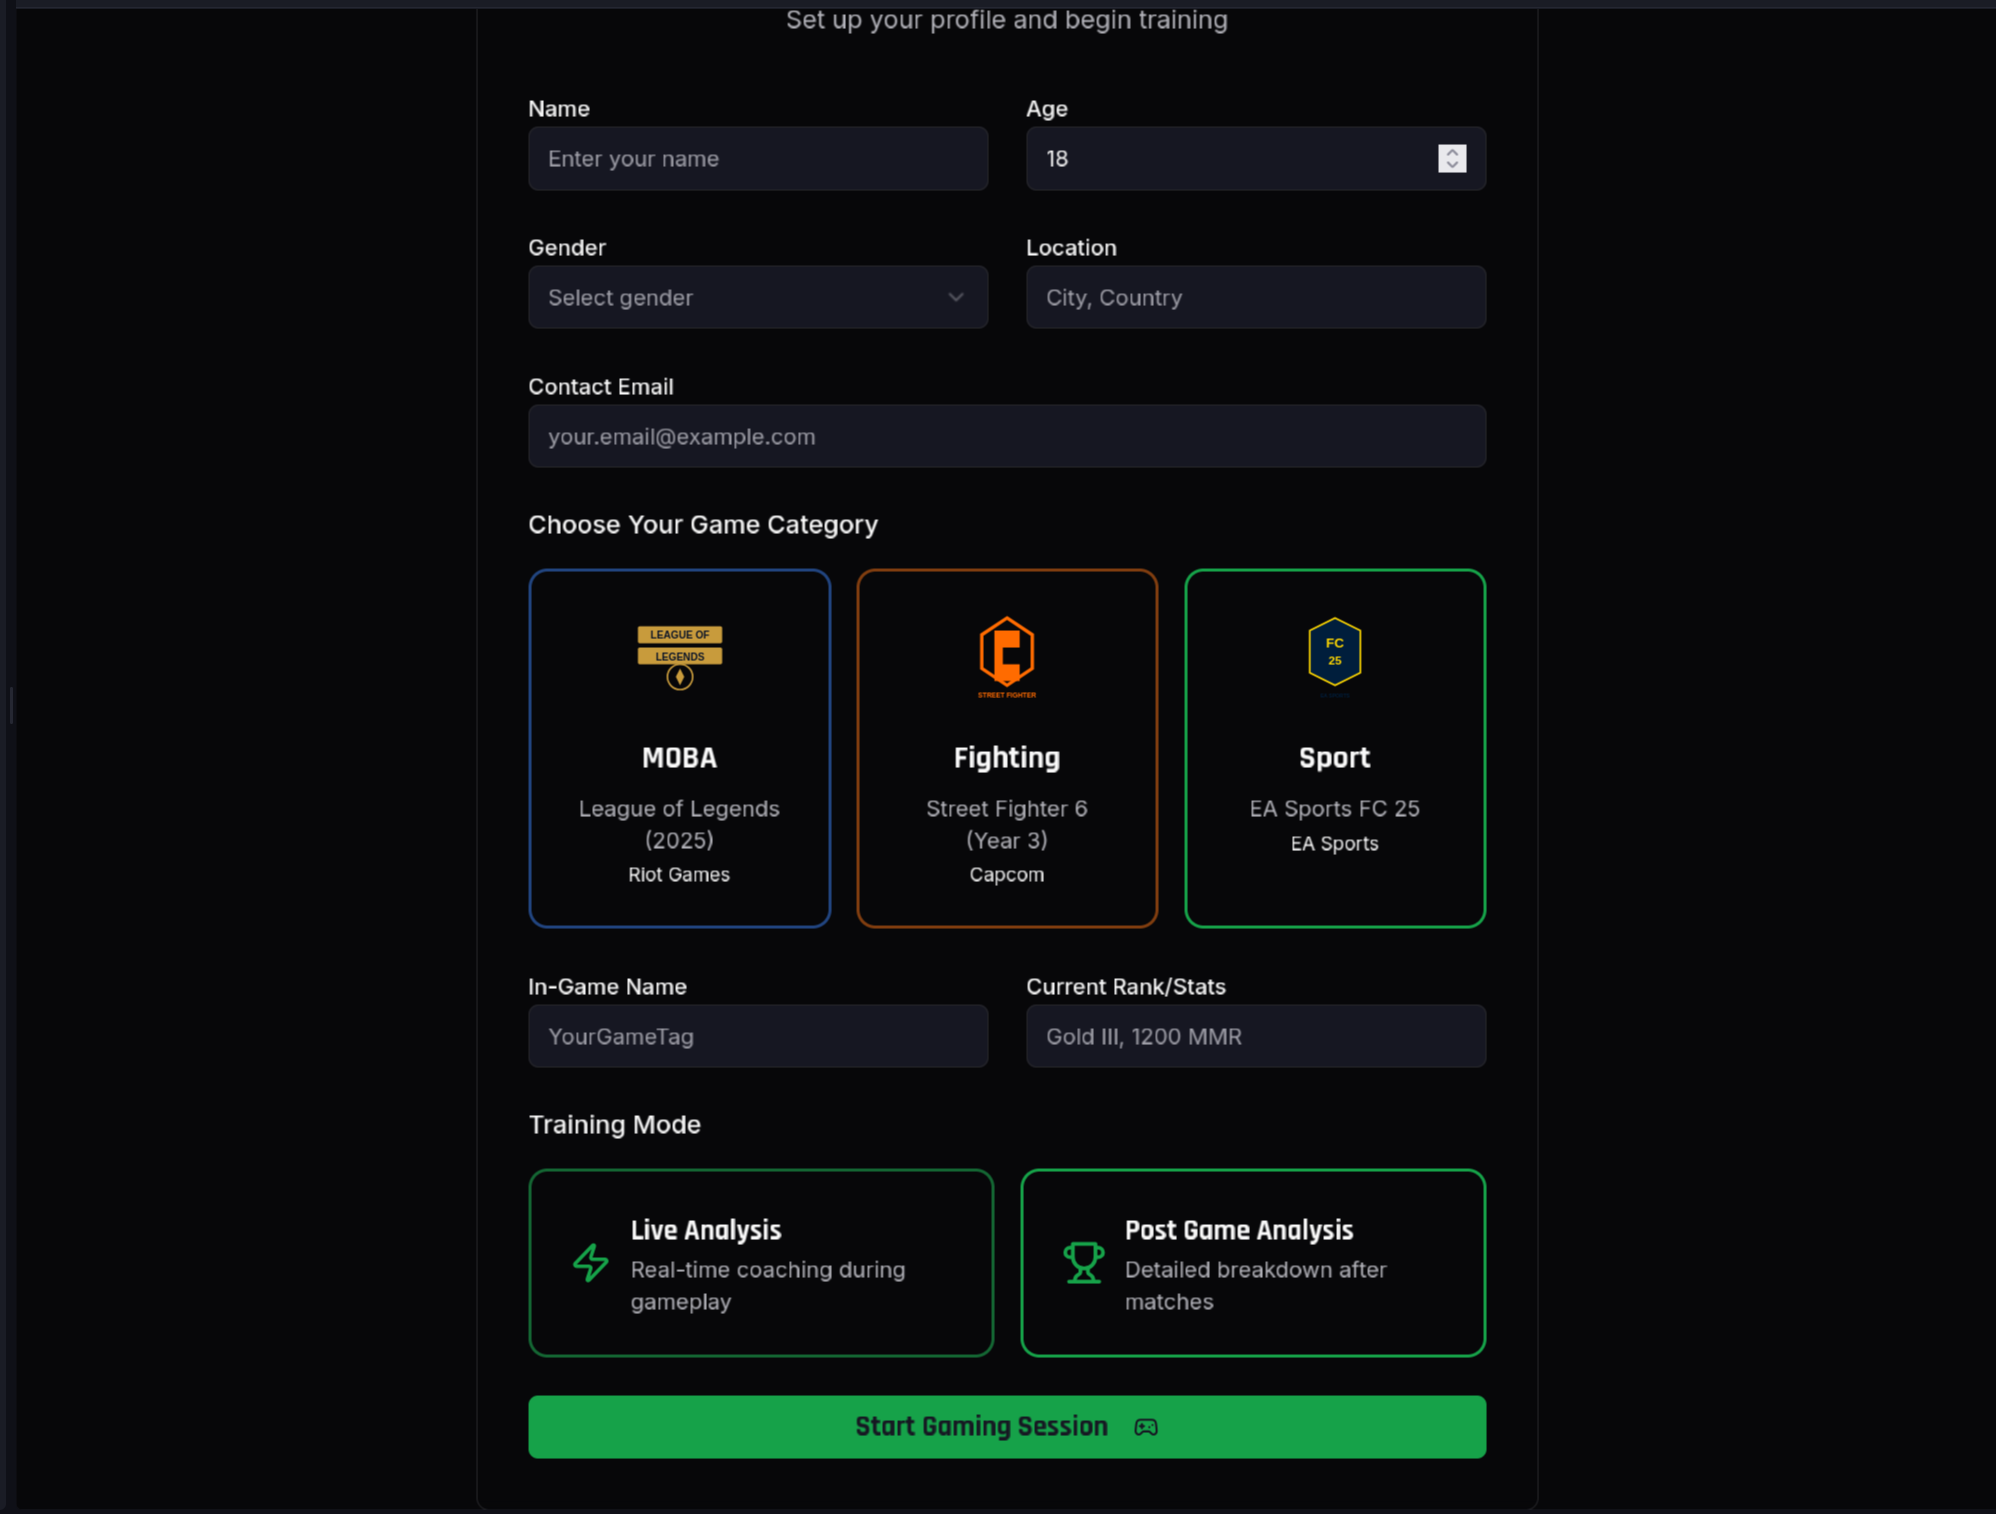 Set up your profile and begin training
Name
Age
Enter your name
18
Gender
Location
Select gender
City, Country
Contact Email
your.email@example.com
Choose Your Game Category
LEAGUE OF
LEGENDS
STREET FIGHTER
FC
25
MOBA
Fighting
Sport
League of Legends
(2025)
Riot Games
Street Fighter 6
(Year 3)
Capcom
EA Sports FC 25
EA Sports
In-Game Name
Current Rank/Stats
YourGameTag
Gold III, 1200 MMR
Training Mode
Live Analysis
Real-time coaching during
gameplay
Post Game Analysis
Detailed breakdown after
matches
Start Gaming Session